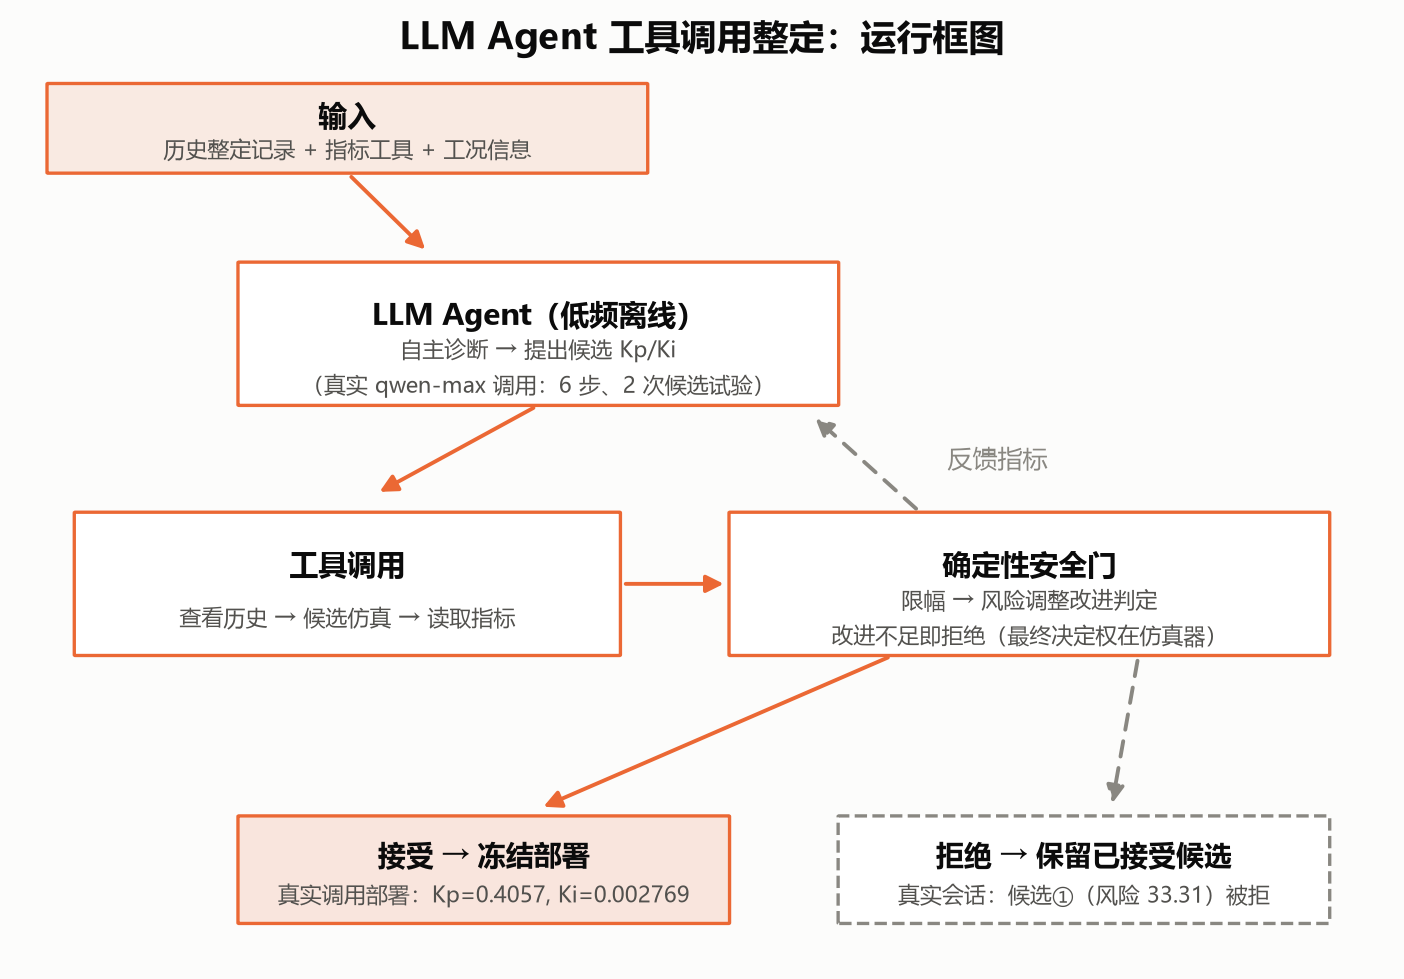 LLM Agent 工具调用整定：运行框图
输入
历史整定记录 + 指标工具 + 工况信息
LLM Agent（低频离线）
自主诊断 → 提出候选 Kp/Ki
（真实 qwen-max 调用：6 步、2 次候选试验）
反馈指标
工具调用
查看历史 → 候选仿真 → 读取指标
确定性安全门
限幅 → 风险调整改进判定
改进不足即拒绝（最终决定权在仿真器）
接受 → 冻结部署
真实调用部署：Kp=0.4057, Ki=0.002769
拒绝 → 保留已接受候选
真实会话：候选①（风险 33.31）被拒